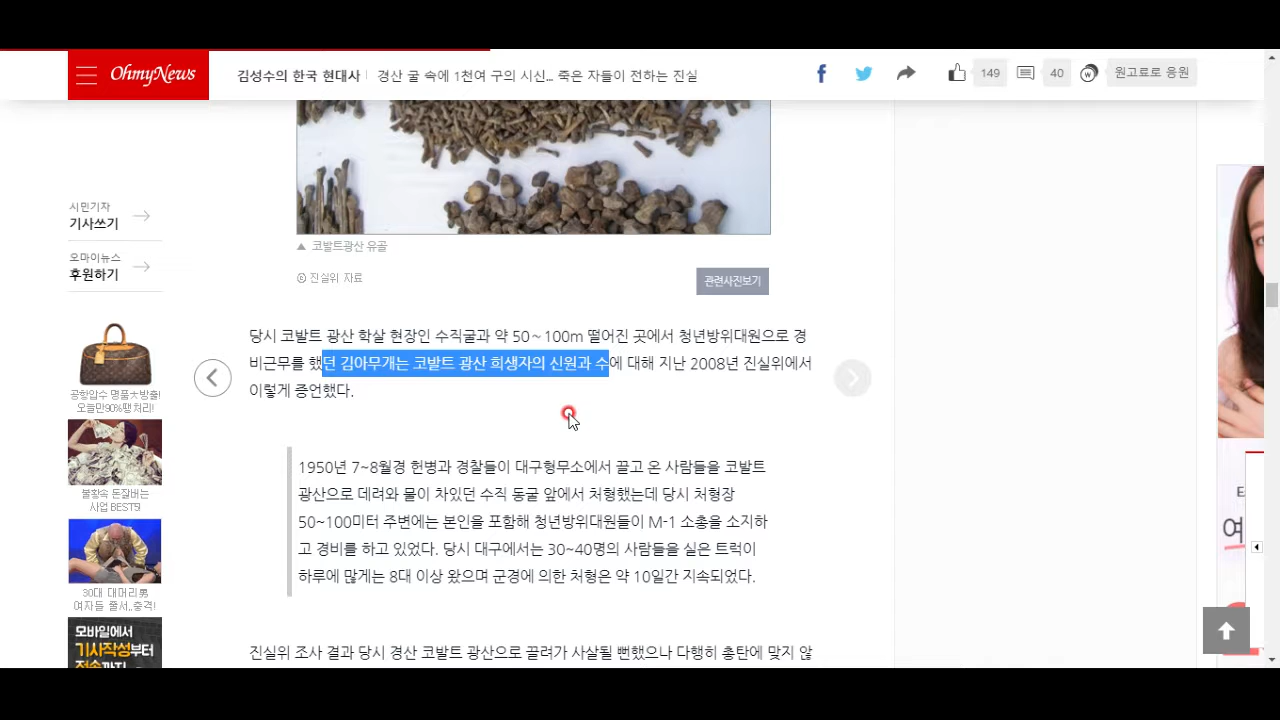 OhmyNews
김성수의 한국 현대사
경산 굴 속에 1천여 구의 시신... 죽은 자들이 전하는 진실
149
40
원고료로 응원
시민기자
기사쓰기
오마이뉴스
후원하기
▲ 코발트광산 유골
ⓒ 진실위 자료
관련사진보기
당시 코발트 광산 학살 현장인 수직굴과 약 50~100m 떨어진 곳에서 청년방위대원으로 경
비근무를 했던 김아무개는 코발트 광산 희생자의 신원과 수에 대해 지난 2008년 진실위에서
이렇게 증언했다.
1950년 7~8월경 헌병과 경찰들이 대구형무소에서 끌고 온 사람들을 코발트
광산으로 데려와 물이 차있던 수직 동굴 앞에서 처형했는데 당시 처형장
50~100미터 주변에는 본인을 포함해 청년방위대원들이 M-1 소총을 소지하
고 경비를 하고 있었다. 당시 대구에서는 30~40명의 사람들을 실은 트럭이
하루에 많게는 8대 이상 왔으며 군경에 의한 처형은 약 10일간 지속되었다.
진실위 조사 결과 당시 경산 코발트 광산으로 끌려가 사살될 뻔했으나 다행히 총탄에 맞지 않
공항압수 명품大방출!
오늘만90%땡처리!
불황속 돈잘버는
사업 BEST5!
30대 대머리男
여자들 줄서..충격!
모바일에서
기사작성부터
전송까지
여